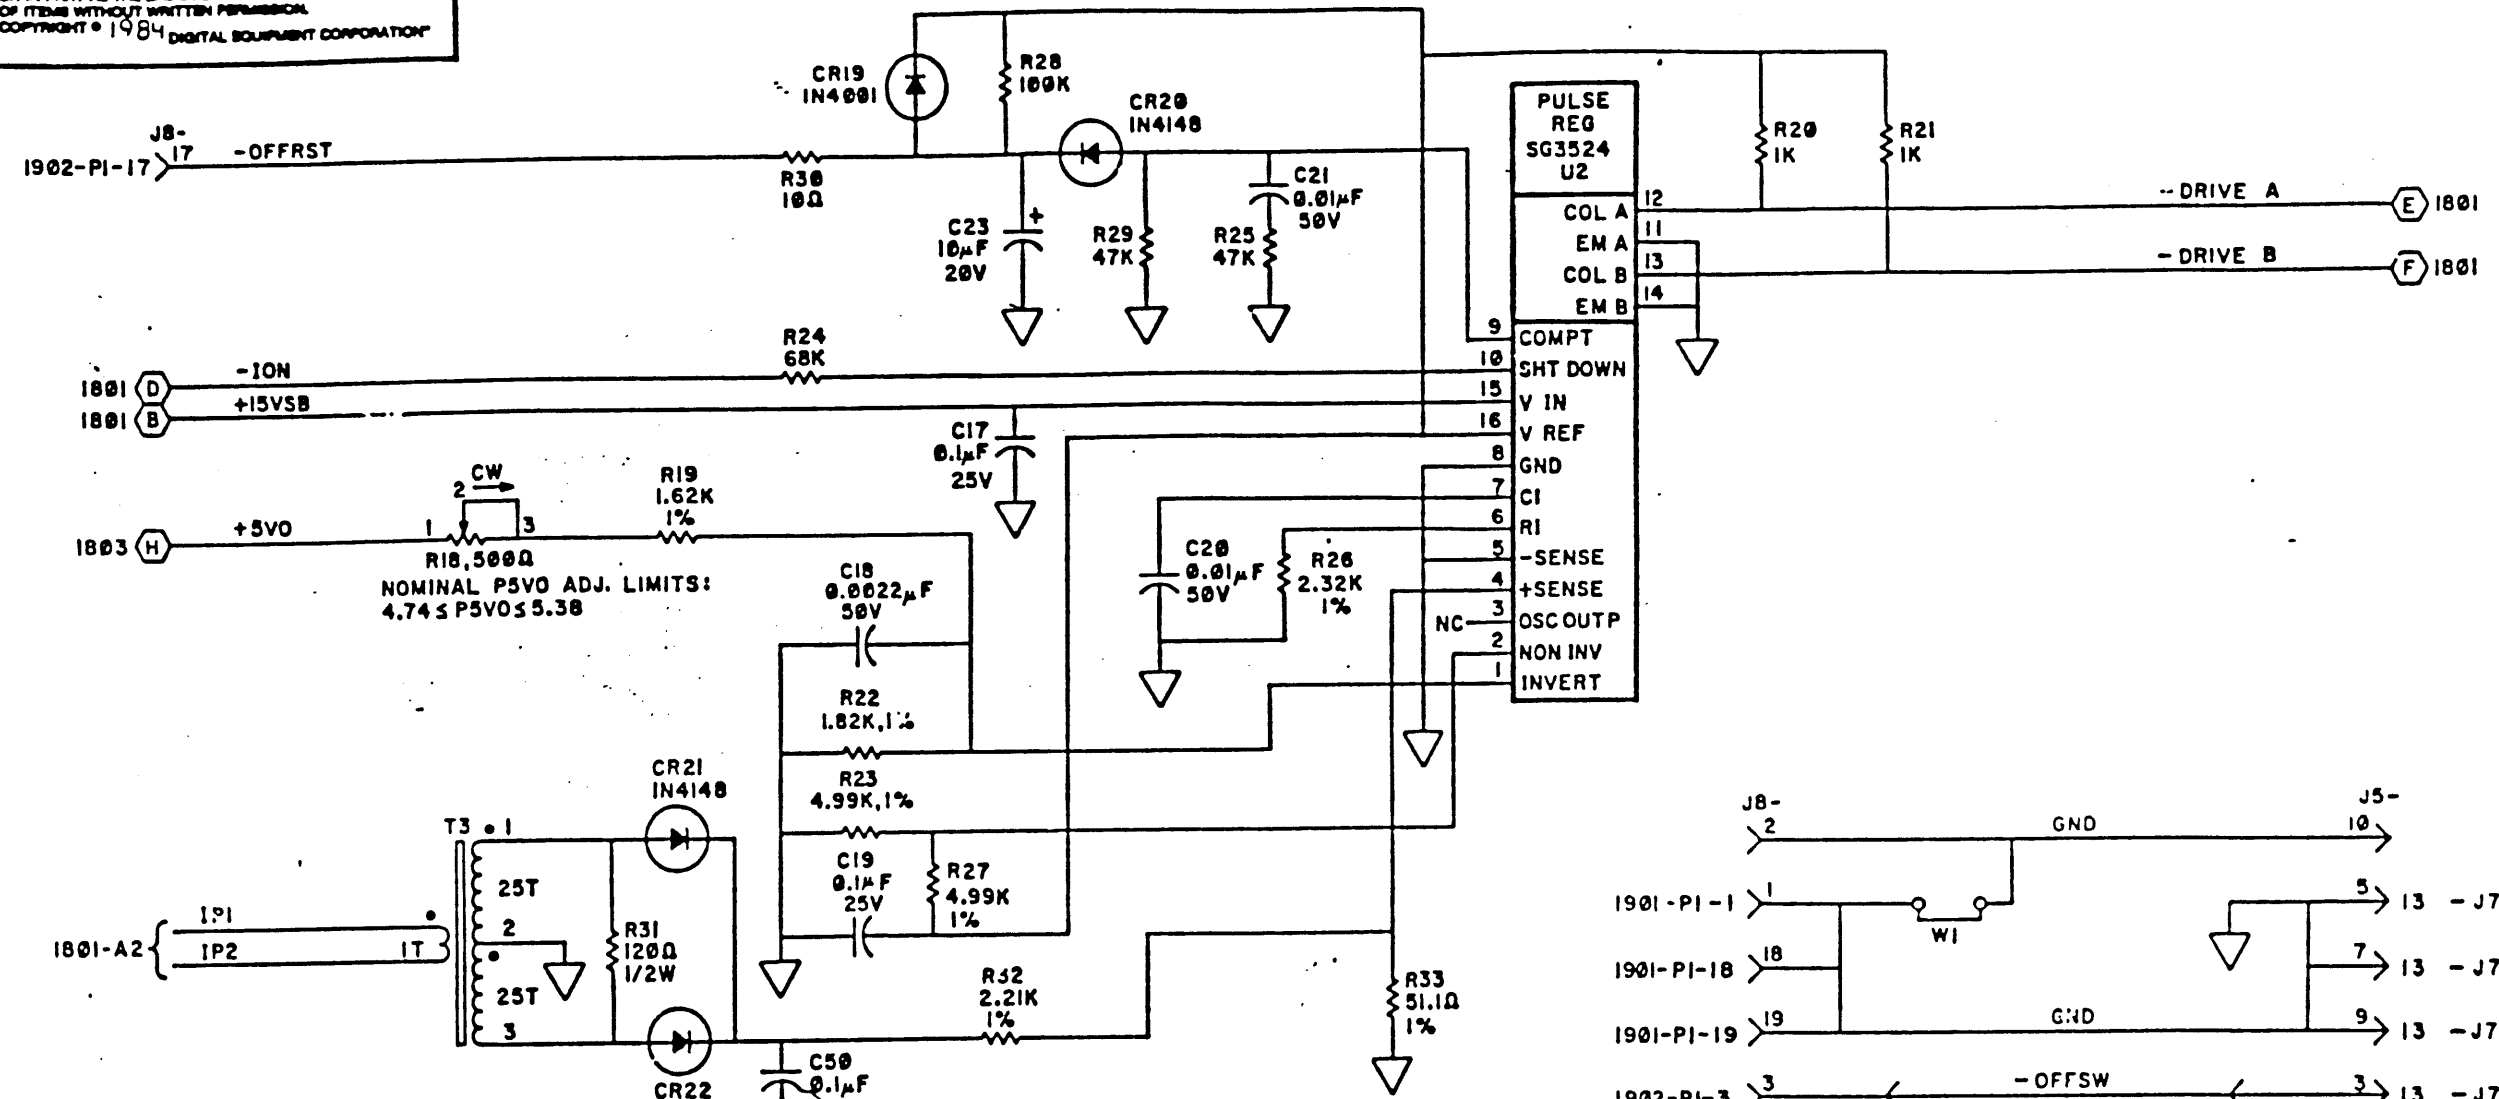 OF ITEMS WITHOUT WRITTEN PERMISSION.
COPYRIGHT © 1984 DIGITAL EQUIPMENT CORPORATION"
CR19
1N4001
R28
100K
CR20
1N4148
J8-
17
-OFFRST
1902-P1-17
R30
10Ω
C23
10µF
20V
+
R29
47K
R25
47K
C21
0.01µF
50V
PULSE
REG
SG3524
U2
R20
1K
R21
1K
COL A
12
EM A
11
COL B
13
EM B
14
-DRIVE A
E
1801
-DRIVE B
F
1801
9
COMPT
10
SHT DOWN
15
V IN
16
V REF
8
GND
7
CI
6
RI
5
-SENSE
4
+SENSE
NC
3
OSC OUTP
2
NON INV
1
INVERT
R24
68K
1801
D
-ION
1801
B
+15VSB
C17
0.1µF
25V
CW
2
1
3
R19
1.62K
1%
1803
H
+5VO
R18,500Ω
NOMINAL P5VO ADJ. LIMITS:
4.74 ≤ P5VO ≤ 5.38
C18
0.0022µF
50V
C20
0.01µF
50V
R26
2.32K
1%
R22
1.82K,1%
R23
4.99K,1%
CR21
1N4148
T3
1
25T
2
25T
3
C19
0.1µF
25V
R27
4.99K
1%
1801-A2
IP1
IP2
1T
R31
120Ω
1/2W
R32
2.21K
1%
R33
51.1Ω
1%
CR22
C50
0.1µF
J8-
J5-
2
GND
10
1901-P1-1
1
W1
5
13 -J7
1901-P1-18
18
7
13 -J7
1901-P1-19
19
GND
9
13 -J7
1902-P1-3
3
-OFFSW
3
13 -J7